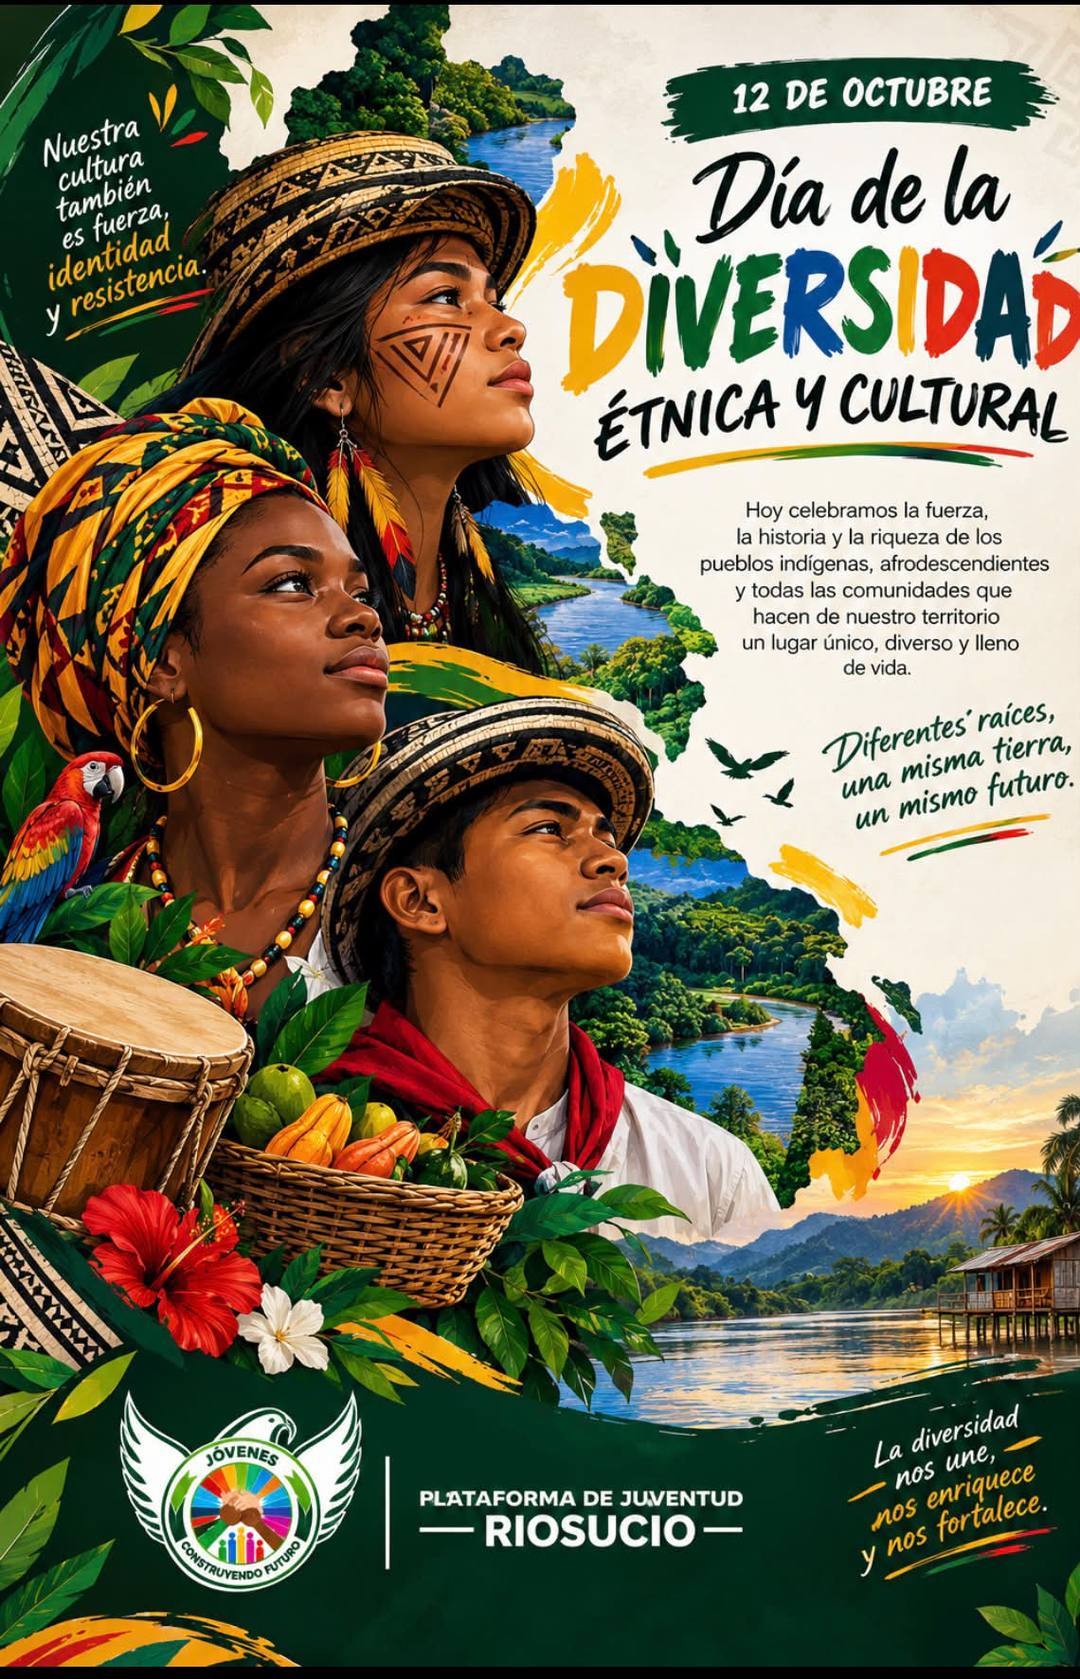 Nuestra
cultura
también
es fuerza,
identidad
y resistencia.
12 DE OCTUBRE
Día de la
DIVERSIDAD
ÉTNICA Y CULTURAL
Hoy celebramos la fuerza,
la historia y la riqueza de los
pueblos indígenas, afrodescendientes
y todas las comunidades que
hacen de nuestro territorio
un lugar único, diverso y lleno
de vida.
Diferentes raíces,
una misma tierra,
un mismo futuro.
JÓVENES
CONSTRUYENDO FUTURO
PLATAFORMA DE JUVENTUD
RIOSUCIO
La diversidad
nos une,
nos enriquece
y nos fortalece.